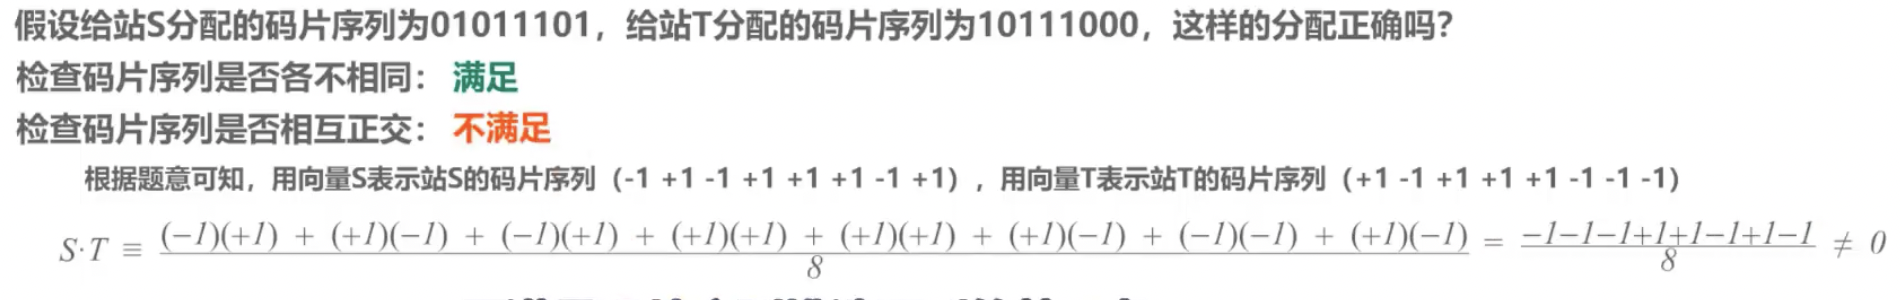 假设给站S分配的码片序列为01011101，给站T分配的码片序列为10111000，这样的分配正确吗？
检查码片序列是否各不相同： 满足
检查码片序列是否相互正交： 不满足
根据题意可知，用向量S表示站S的码片序列（-1 +1 -1 +1 +1 +1 -1 +1），用向量T表示站T的码片序列（+1 -1 +1 +1 +1 -1 -1 -1）
S·T ≡ (−1)(+1) + (+1)(−1) + (−1)(+1) + (+1)(+1) + (+1)(+1) + (+1)(−1) + (−1)(−1) + (+1)(−1) / 8 = −1−1−1+1+1−1+1−1 / 8 ≠ 0